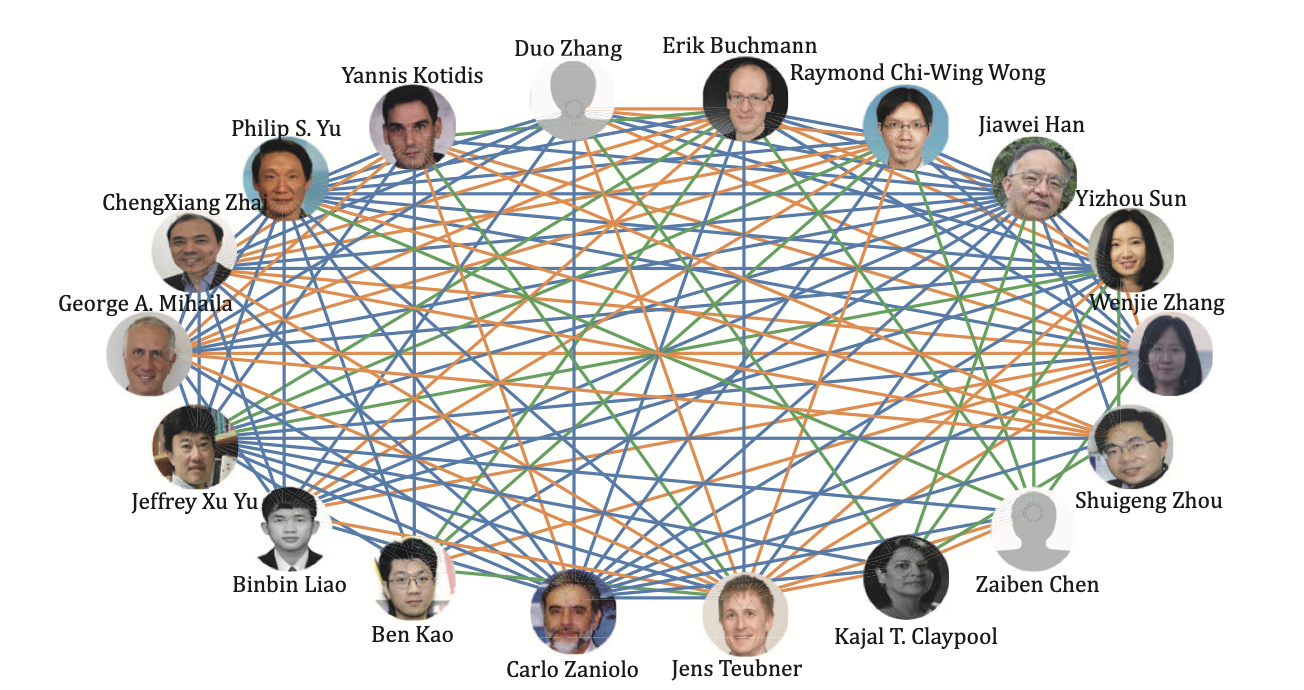 Duo Zhang
Erik Buchmann
Yannis Kotidis
Raymond Chi-Wing Wong
Philip S. Yu
Jiawei Han
ChengXiang Zhai
Yizhou Sun
George A. Mihaila
Wenjie Zhang
Jeffrey Xu Yu
Shuigeng Zhou
Binbin Liao
Zaiben Chen
Ben Kao
Kajal T. Claypool
Carlo Zaniolo
Jens Teubner